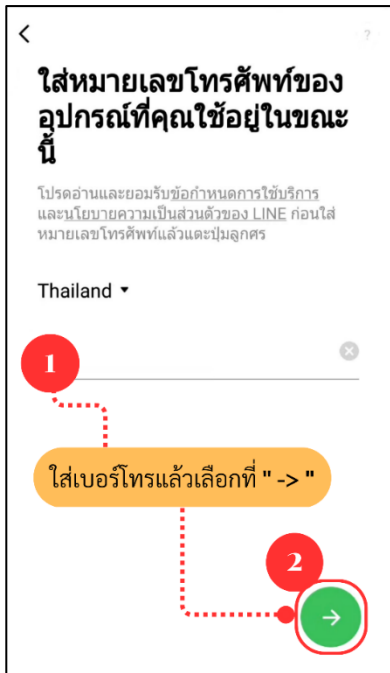 ?
ใส่หมายเลขโทรศัพท์ของ
อุปกรณ์ที่คุณใช้อยู่ในขณะ
นี้
โปรดอ่านและยอมรับข้อกำหนดการใช้บริการ
และนโยบายความเป็นส่วนตัวของ LINE ก่อนใส่
หมายเลขโทรศัพท์แล้วแตะปุ่มลูกศร
Thailand
1
ใส่เบอร์โทรแล้วเลือกที่ " -> "
2